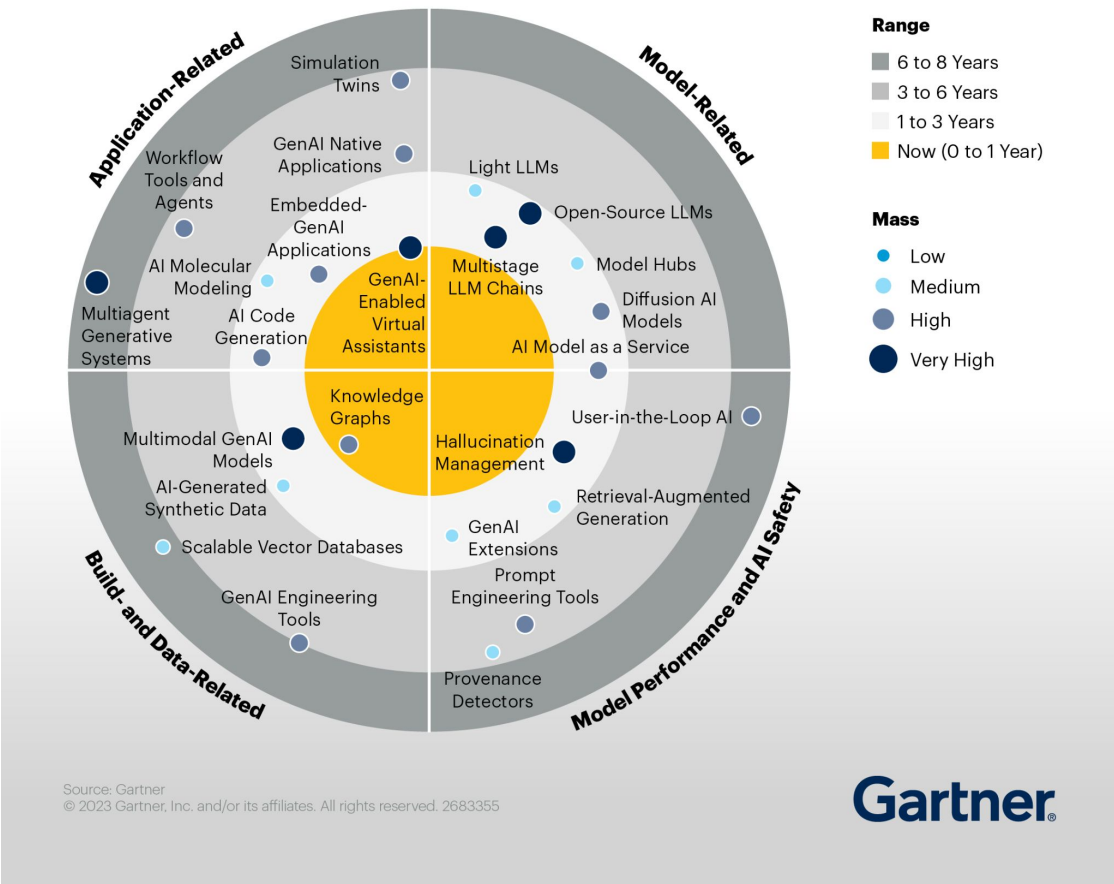 Application-Related
Simulation
Twins
GenAI Native
Applications
Workflow
Tools and
Agents
Embedded-
GenAI
Applications
AI Molecular
Modeling
GenAI-
Enabled
Virtual
Assistants
AI Code
Generation
Multiagent
Generative
Systems
Model-Related
Light LLMs
Open-Source LLMs
Multistage
LLM Chains
Model Hubs
Diffusion AI
Models
AI Model as a Service
Knowledge
Graphs
Multimodal GenAI
Models
AI-Generated
Synthetic Data
Scalable Vector Databases
GenAI Engineering
Tools
Build- and Data-Related
User-in-the-Loop AI
Hallucination
Management
Retrieval-Augmented
Generation
GenAI
Extensions
Prompt
Engineering Tools
Provenance
Detectors
Model Performance and AI Safety
Range
6 to 8 Years
3 to 6 Years
1 to 3 Years
Now (0 to 1 Year)
Mass
Low
Medium
High
Very High
Source: Gartner
© 2023 Gartner, Inc. and/or its affiliates. All rights reserved. 2683355
Gartner®